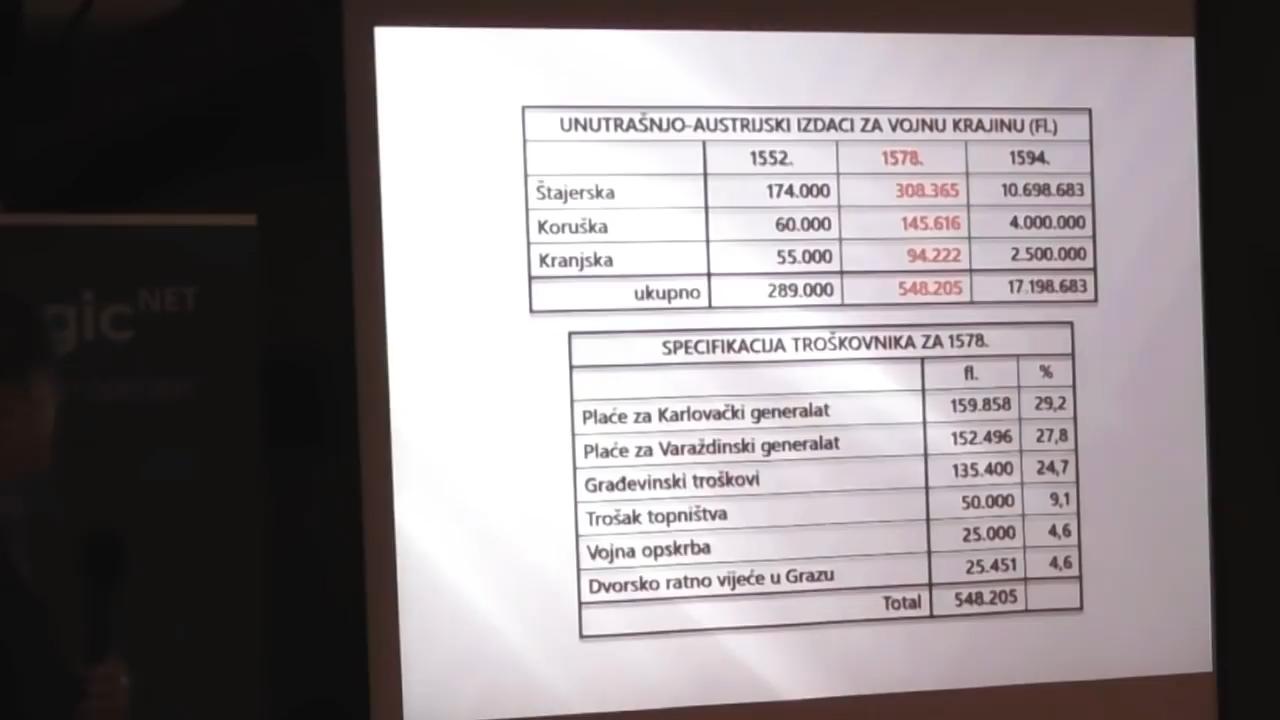 UNUTRAŠNJO-AUSTRIJSKI IZDACI ZA VOJNU KRAJINU (Fl.)
1552. 1578. 1594.
Štajerska 174.000 308.365 10.698.683
Koruška 60.000 145.616 4.000.000
Kranjska 55.000 94.222 2.500.000
ukupno 289.000 548.205 17.198.683
SPECIFIKACIJA TROŠKOVNIKA ZA 1578.
fl. %
Plaće za Karlovački generalat 159.858 29,2
Plaće za Varaždinski generalat 152.496 27,8
Građevinski troškovi 135.400 24,7
Trošak topništva 50.000 9,1
Vojna opskrba 25.000 4,6
Dvorsko ratno vijeće u Grazu 25.451 4,6
Total 548.205
gic NET